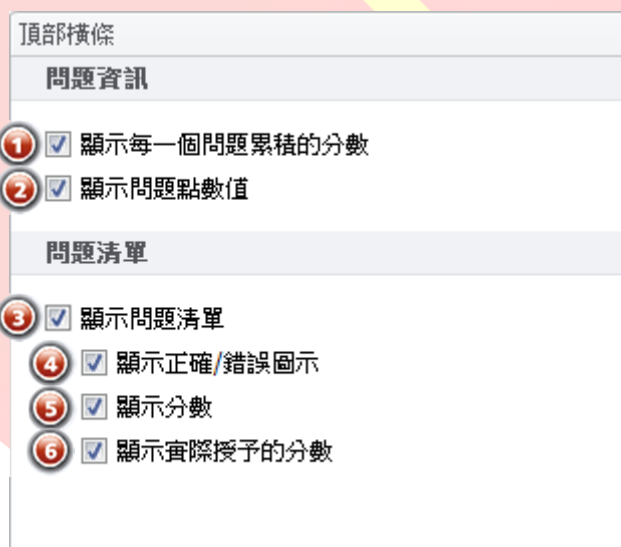 頂部橫條
問題資訊
1 顯示每一個問題累積的分數
2 顯示問題點數值
問題清單
3 顯示問題清單
4 顯示正確/錯誤圖示
5 顯示分數
6 顯示實際授予的分數